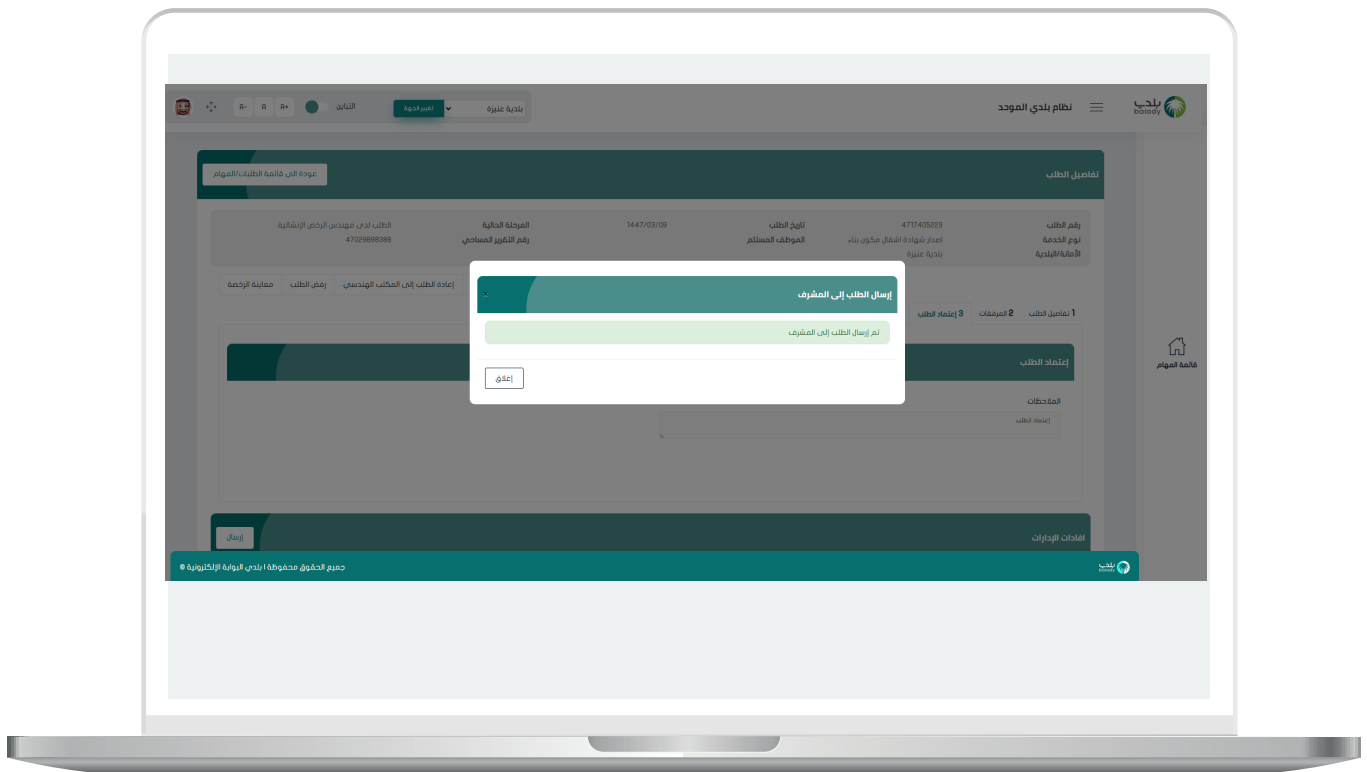 بلدي
balady
نظام بلدي الموحد
بلدية عنيزة
تغيير الجهة
التباين
A+
A
A-
تفاصيل الطلب
عودة الى قائمة الطلبات/المهام
رقم الطلب 4717405229 تاريخ الطلب 1447/03/09 المرحلة الحالية الطلب لدى مهندس الرخص الإنشائية
نوع الخدمة اصدار شهادة اشغال مكون بناء الموظف المستلم رقم التقرير المساحي 47029898386
الأمانة/البلدية بلدية عنيزة
إعادة الطلب إلى المكتب الهندسي رفض الطلب معاينة الرخصة
1 تفاصيل الطلب 2 المرفقات 3 إعتماد الطلب
إرسال الطلب إلى المشرف
×
تم إرسال الطلب إلى المشرف
إغلاق
إعتماد الطلب
الملاحظات
إعتماد الطلب
قائمة المهام
افادات الإدارات
إرسال
بلدي
balady
جميع الحقوق محفوظة | بلدي البوابة الإلكترونية ©